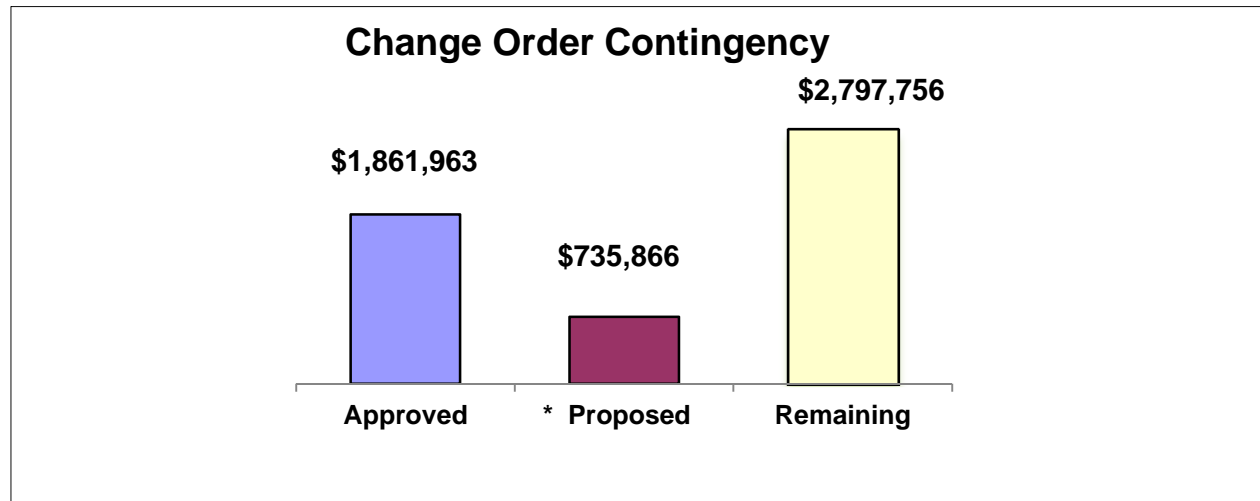 Change Order Contingency
$2,797,756
$1,861,963
$735,866
Approved * Proposed Remaining